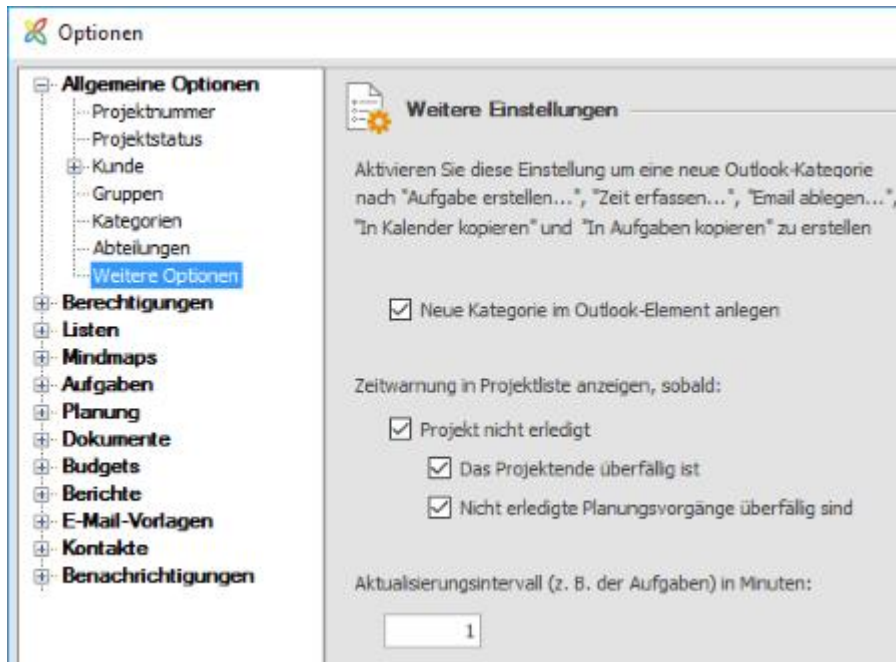 Optionen
Allgemeine Optionen
Projektnummer
Projektstatus
Kunde
Gruppen
Kategorien
Abteilungen
Weitere Optionen
Berechtigungen
Listen
Mindmaps
Aufgaben
Planung
Dokumente
Budgets
Berichte
E-Mail-Vorlagen
Kontakte
Benachrichtigungen
Weitere Einstellungen
Aktivieren Sie diese Einstellung um eine neue Outlook-Kategorie
nach "Aufgabe erstellen...", "Zeit erfassen...", "Email ablegen...",
"In Kalender kopieren" und "In Aufgaben kopieren" zu erstellen
Neue Kategorie im Outlook-Element anlegen
Zeitwarnung in Projektliste anzeigen, sobald:
Projekt nicht erledigt
Das Projektende überfällig ist
Nicht erledigte Planungsvorgänge überfällig sind
Aktualisierungsintervall (z. B. der Aufgaben) in Minuten:
1